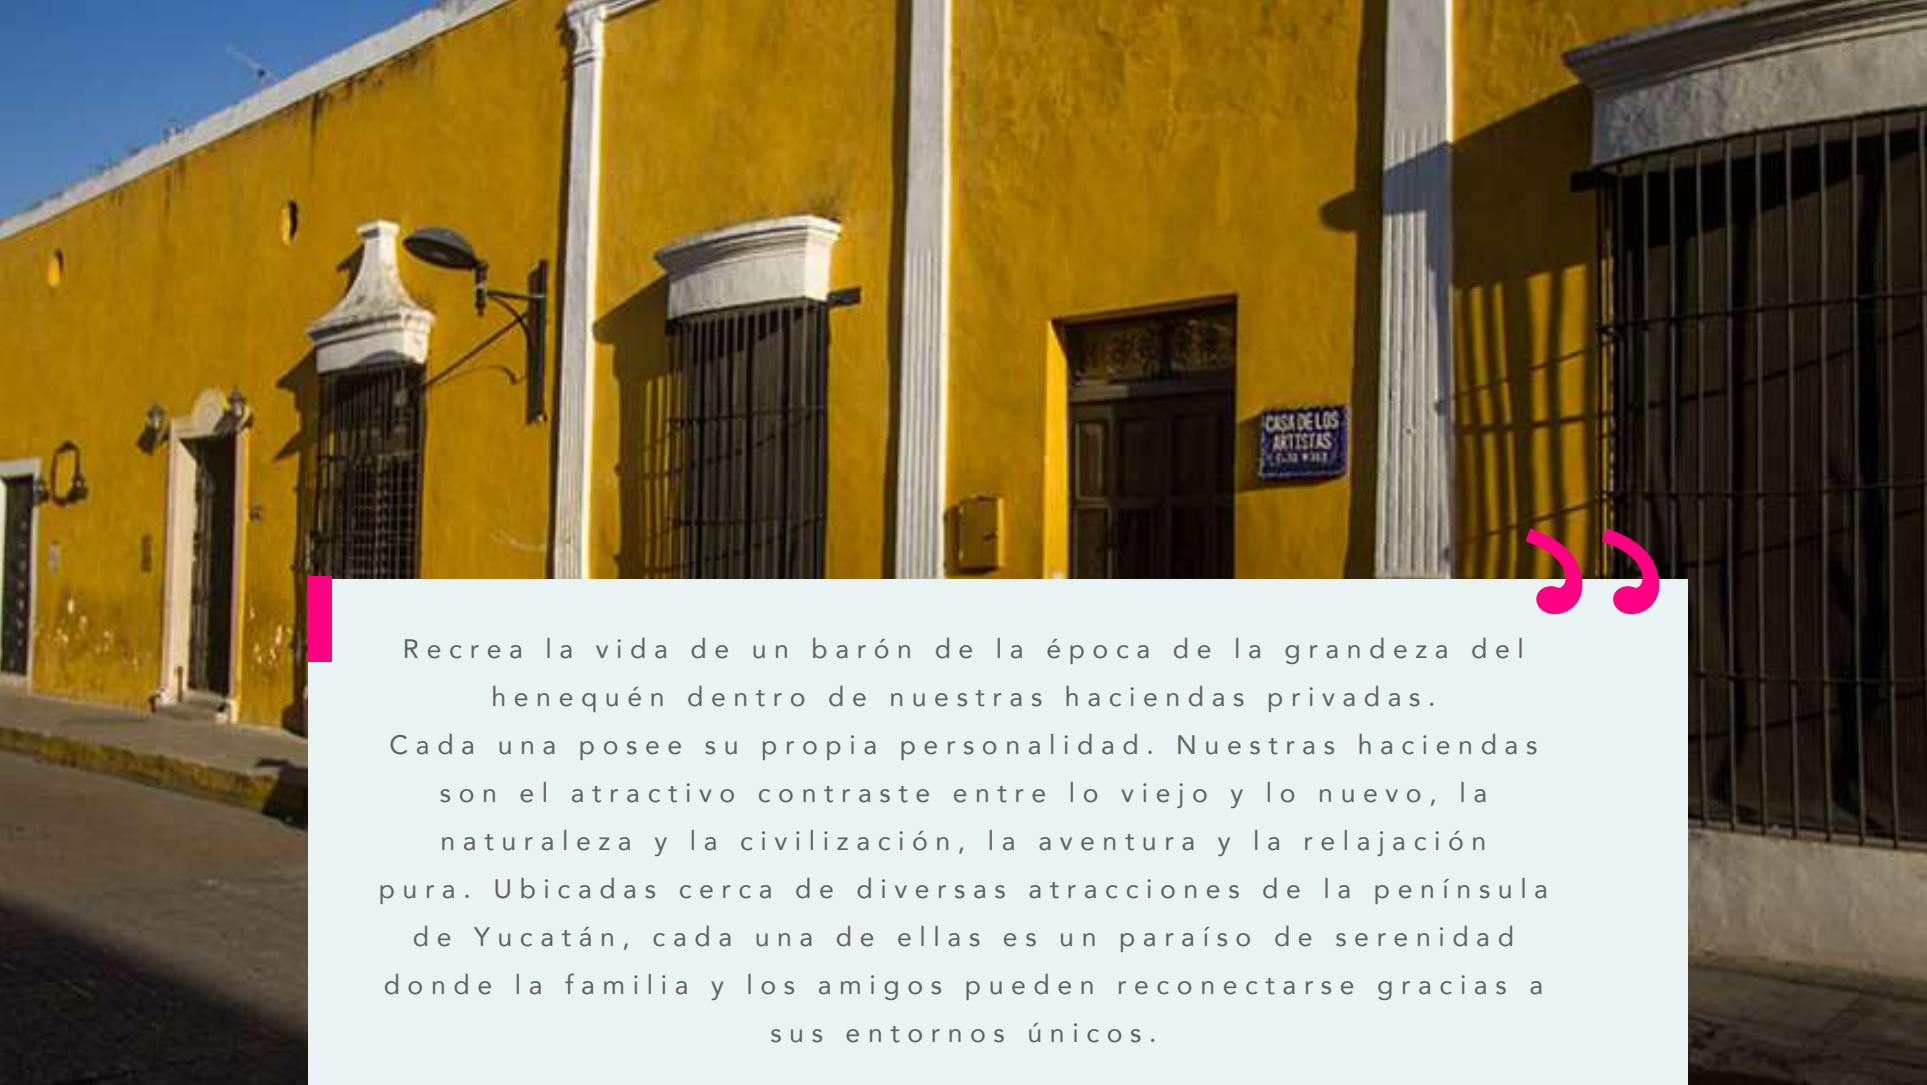 CASA DE LOS
ARTISTAS
”
Recrea la vida de un barón de la época de la grandeza del
henequén dentro de nuestras haciendas privadas.
Cada una posee su propia personalidad. Nuestras haciendas
son el atractivo contraste entre lo viejo y lo nuevo, la
naturaleza y la civilización, la aventura y la relajación
pura. Ubicadas cerca de diversas atracciones de la península
de Yucatán, cada una de ellas es un paraíso de serenidad
donde la familia y los amigos pueden reconectarse gracias a
sus entornos únicos.